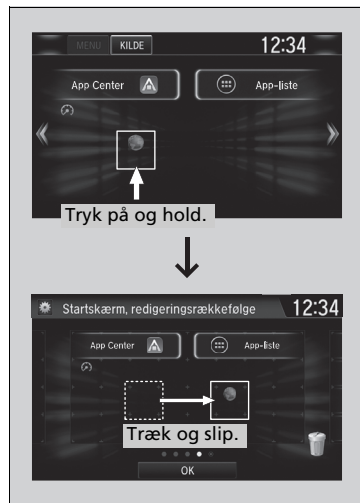 MENU KILDE 12:34
App Center App-liste
Tryk på og hold.
Startskærm, redigeringsrækkefølge 12:34
App Center App-liste
Træk og slip.
OK